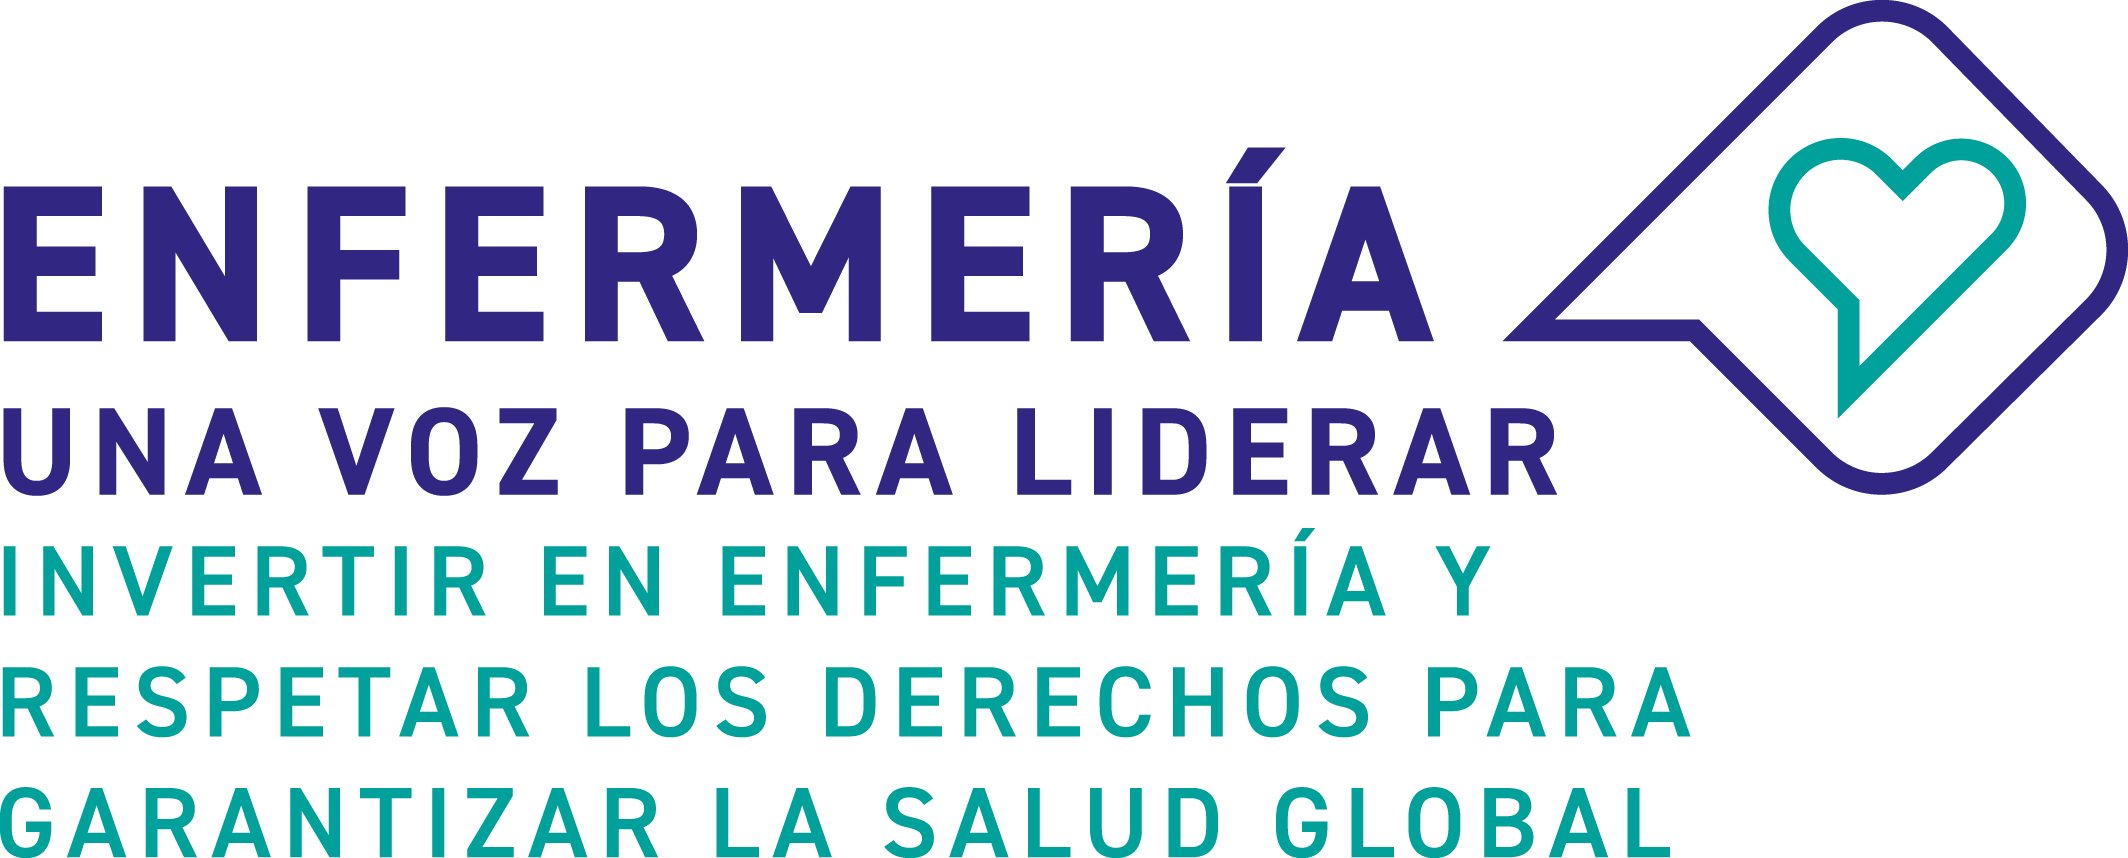 ENFERMERÍA
UNA VOZ PARA LIDERAR
INVERTIR EN ENFERMERÍA Y
RESPETAR LOS DERECHOS PARA
GARANTIZAR LA SALUD GLOBAL